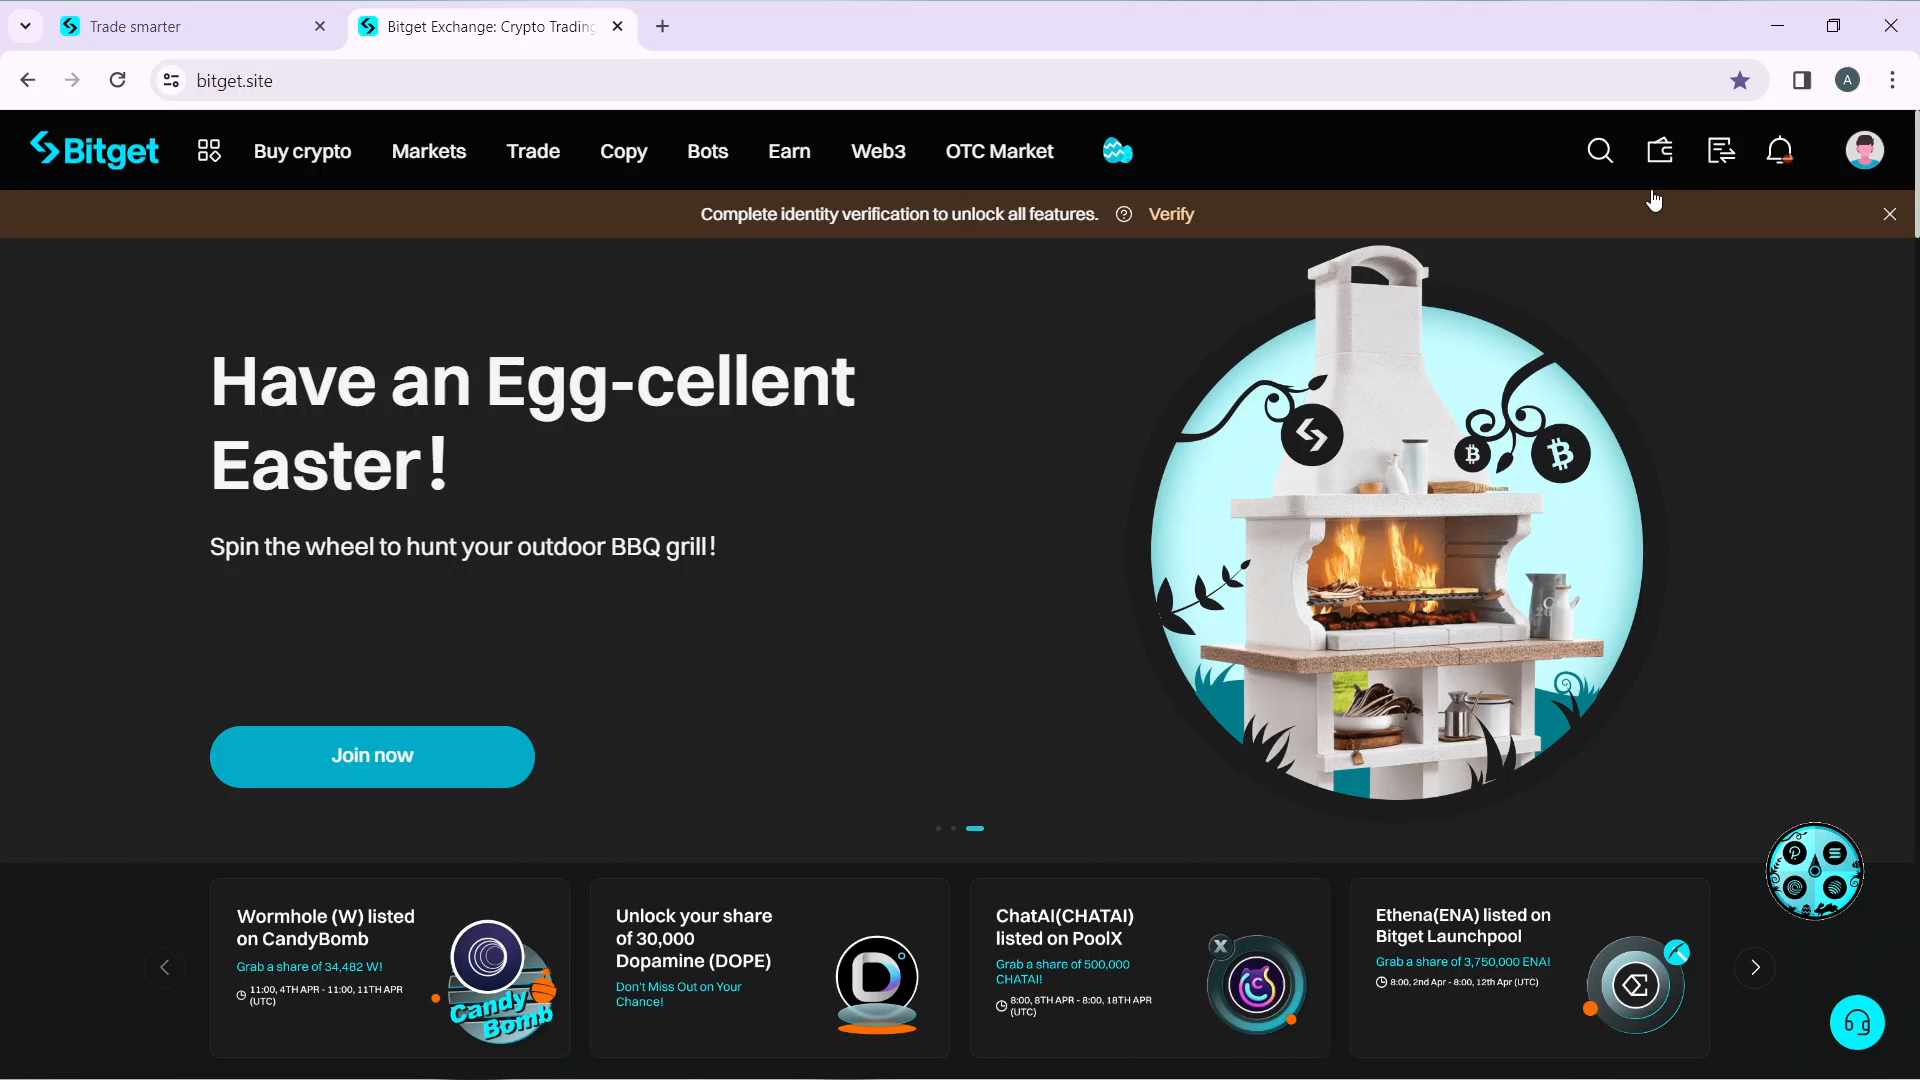 Trade smarter
Bitget Exchange: Crypto Trading
bitget.site
A
Bitget
Buy crypto
Markets
Trade
Copy
Bots
Earn
Web3
OTC Market
Complete identity verification to unlock all features.
Verify
Have an Egg-cellent
Easter!
Spin the wheel to hunt your outdoor BBQ grill!
Join now
Wormhole (W) listed
on CandyBomb
Grab a share of 34,482 W!
11:00, 4TH APR - 11:00, 11TH APR
(UTC)
Candy
Bomb
Unlock your share
of 30,000
Dopamine (DOPE)
Don't Miss Out on Your
Chance!
ChatAI(CHATAI)
listed on PoolX
Grab a share of 500,000
CHATAI!
8:00, 8TH APR - 8:00, 18TH APR
(UTC)
Ethena(ENA) listed on
Bitget Launchpool
Grab a share of 3,750,000 ENA!
8:00, 2nd Apr - 8:00, 12th Apr (UTC)